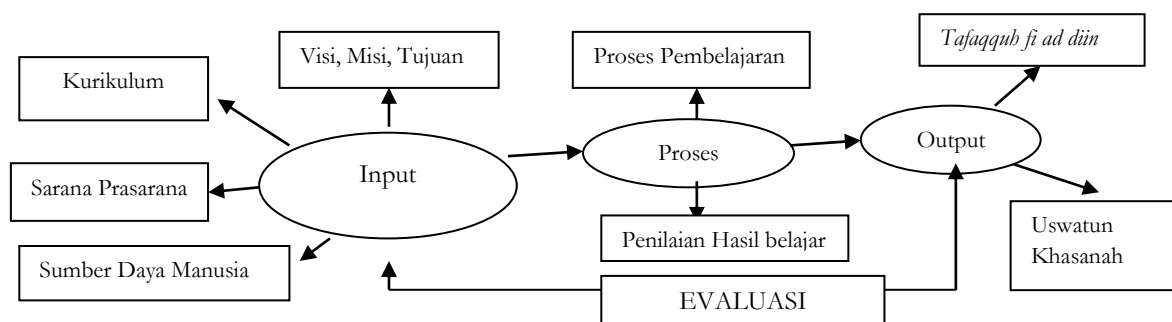 Tafaqquh fi ad diin
Visi, Misi, Tujuan
Proses Pembelajaran
Kurikulum
Output
Proses
Input
Sarana Prasarana
Uswatun
Khasanah
Penilaian Hasil belajar
Sumber Daya Manusia
EVALUASI